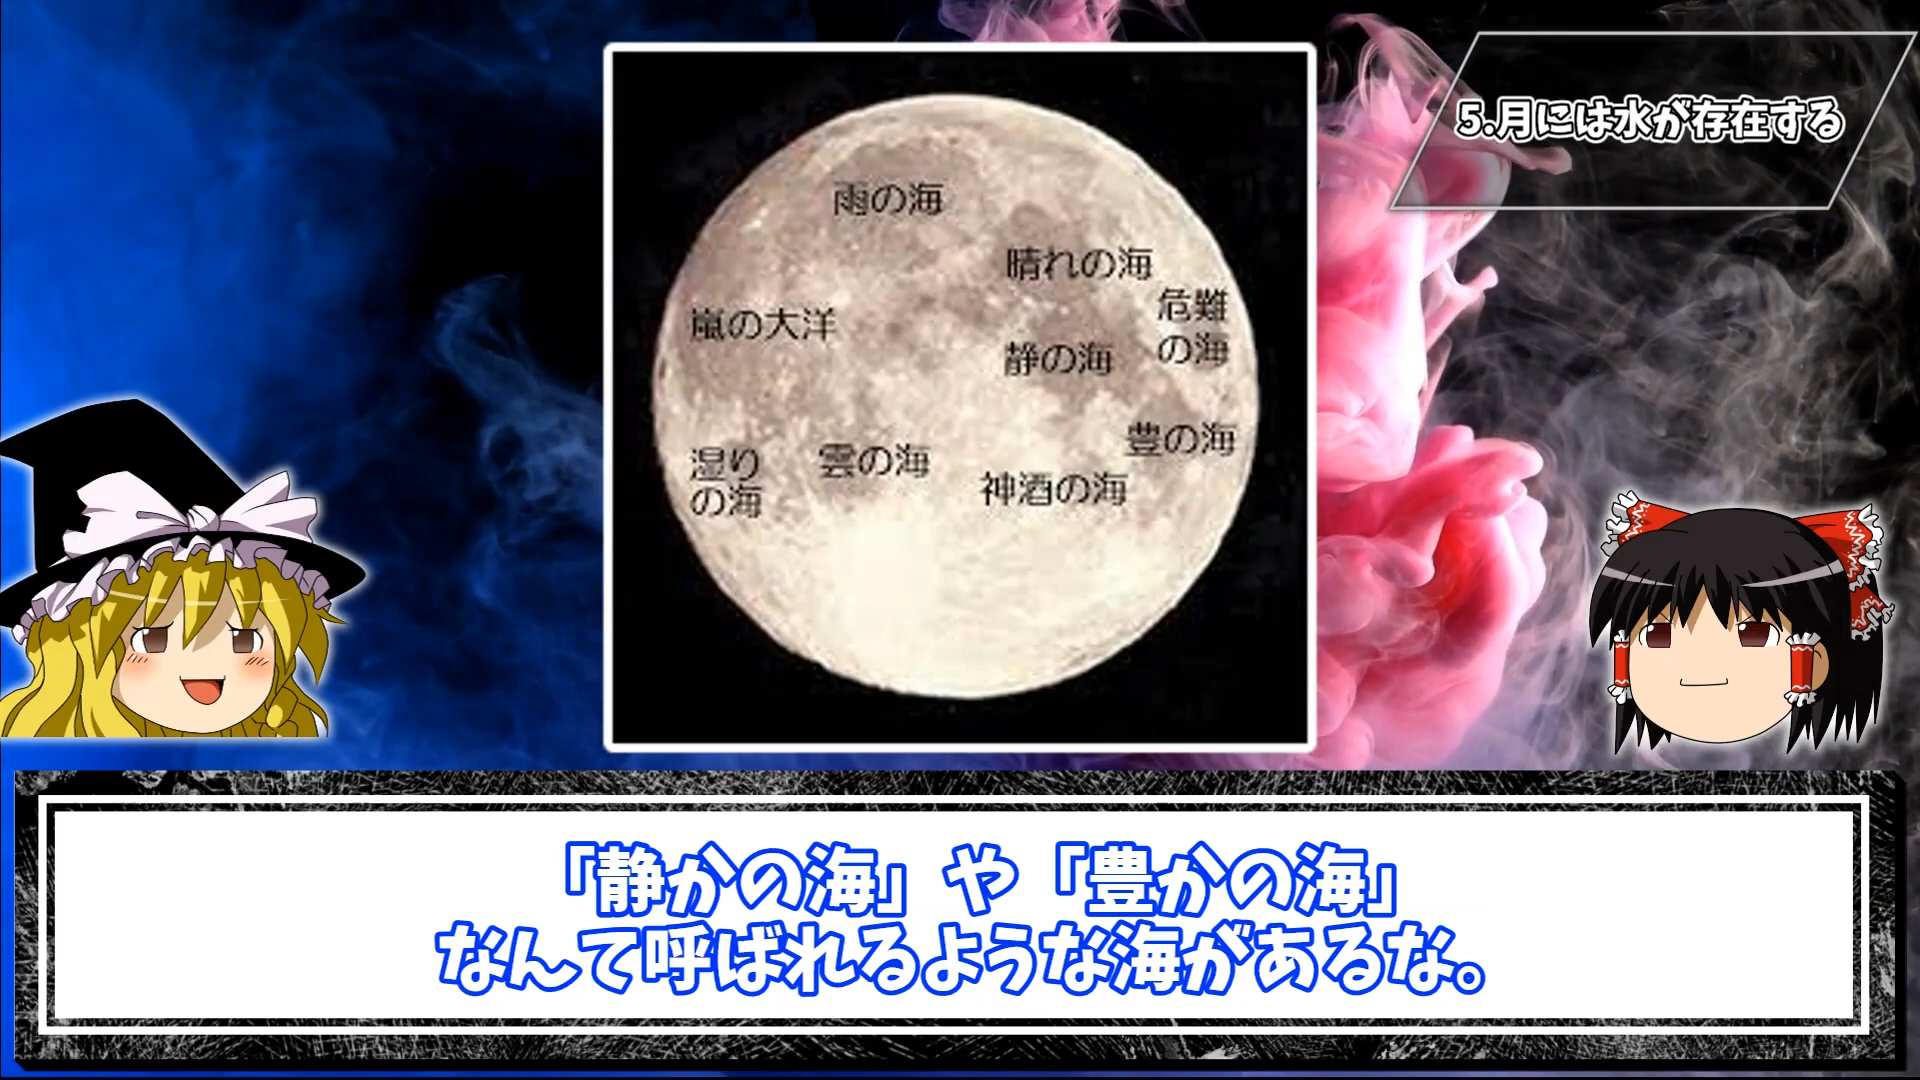 5.月には水が存在する
雨の海
晴れの海
危難
の海
嵐の大洋
静の海
豊の海
湿り
の海
雲の海
神酒の海
「静かの海」や「豊かの海」
なんて呼ばれるような海があるな。